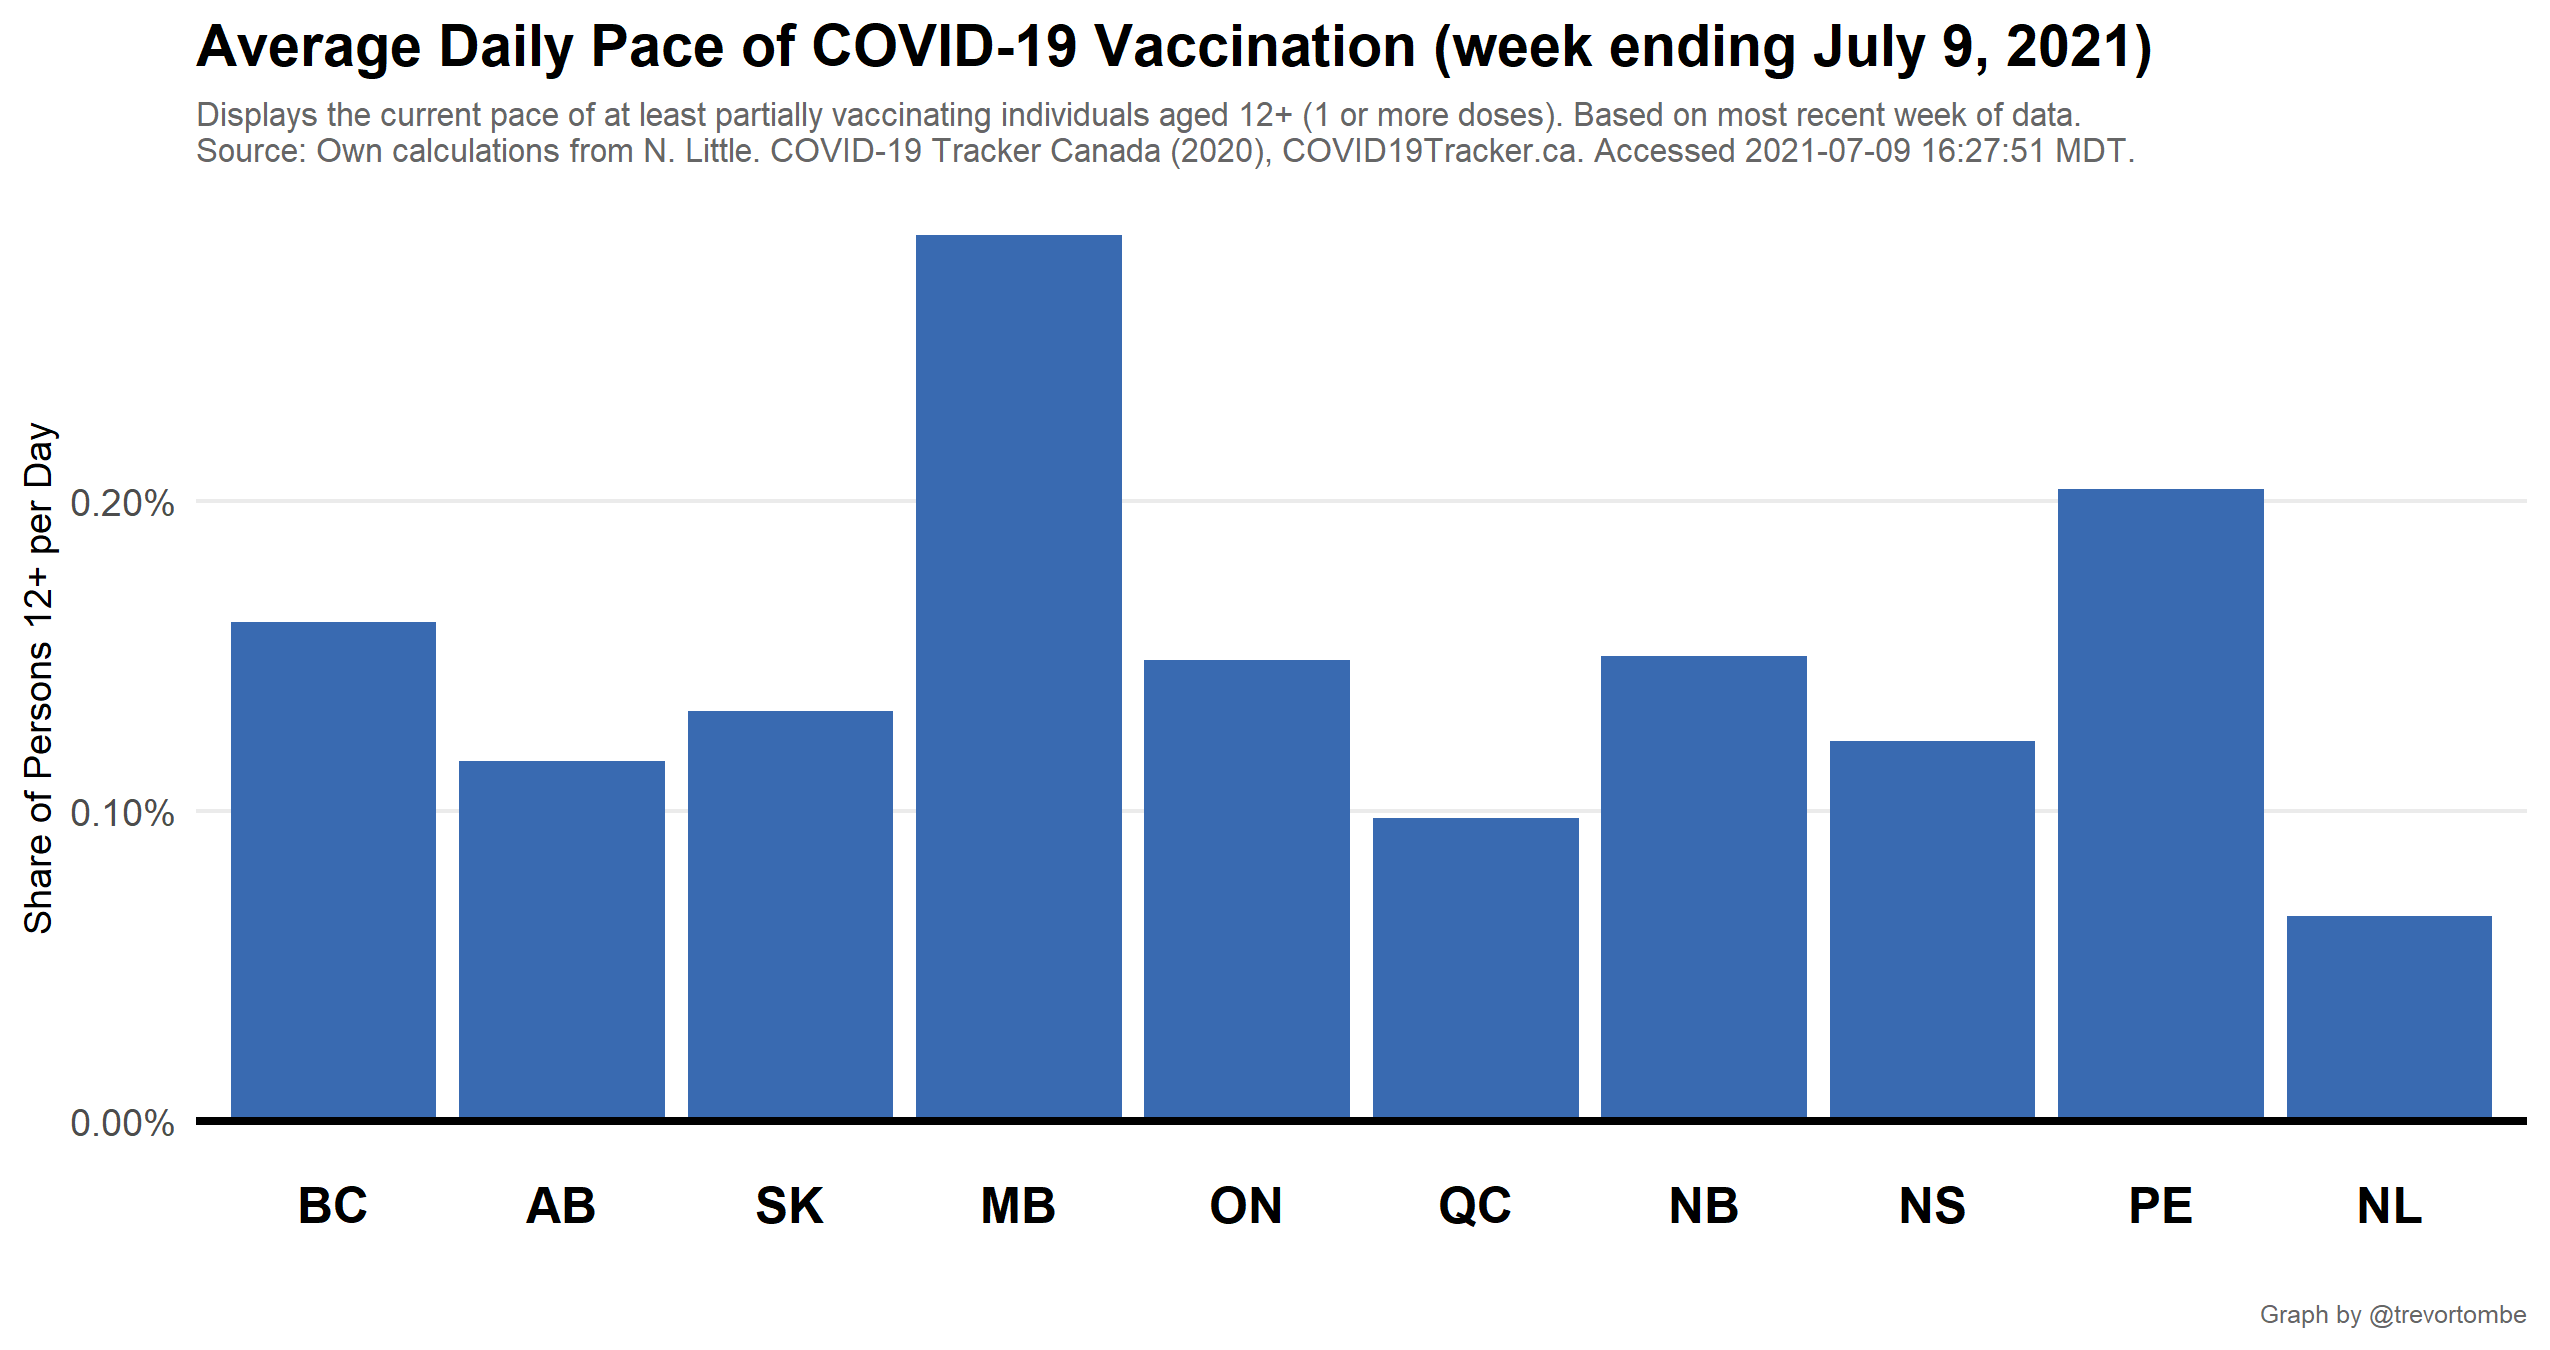 Average Daily Pace of COVID-19 Vaccination (week ending July 9, 2021)
Displays the current pace of at least partially vaccinating individuals aged 12+ (1 or more doses). Based on most recent week of data.
Source: Own calculations from N. Little. COVID-19 Tracker Canada (2020), COVID19Tracker.ca. Accessed 2021-07-09 16:27:51 MDT.
Share of Persons 12+ per Day
0.20%
0.10%
0.00%
BC AB SK MB ON QC NB NS PE NL
Graph by @trevortombe